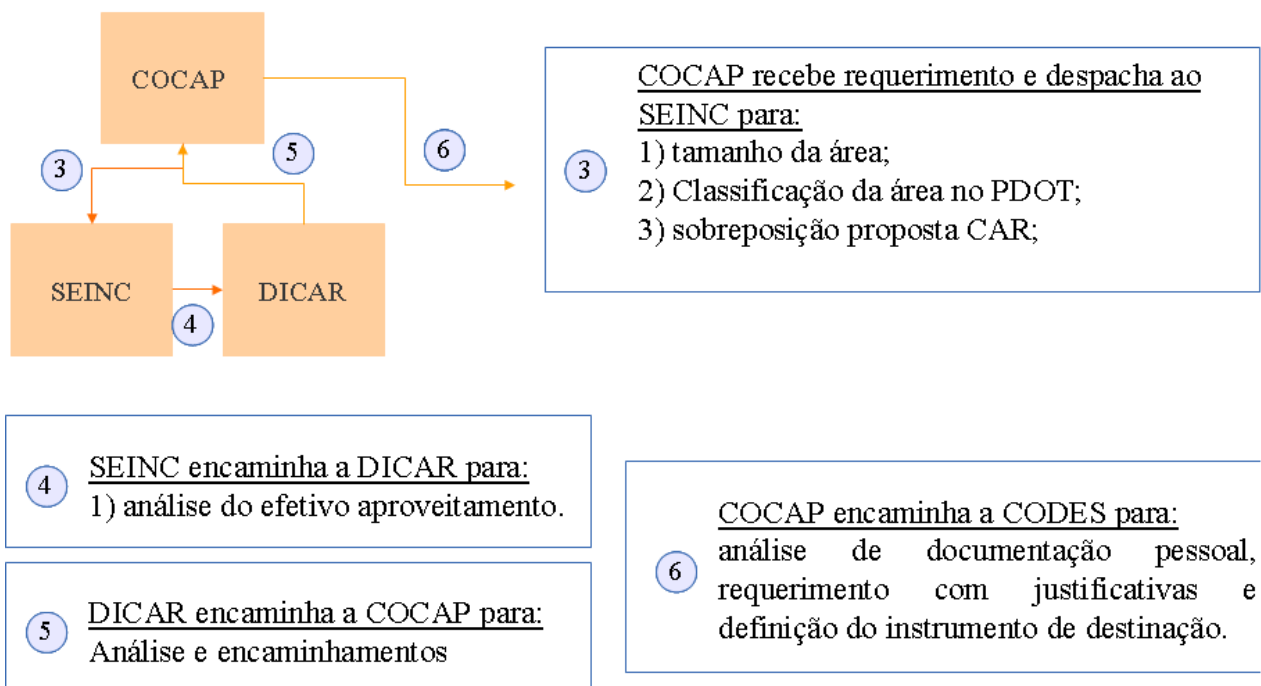 COCAP
3
5
6
SEINC
4
DICAR
3
COCAP recebe requerimento e despacha ao
SEINC para:
1) tamanho da área;
2) Classificação da área no PDOT;
3) sobreposição proposta CAR;
4
SEINC encaminha a DICAR para:
1) análise do efetivo aproveitamento.
5
DICAR encaminha a COCAP para:
Análise e encaminhamentos
6
COCAP encaminha a CODES para:
análise de documentação pessoal,
requerimento com justificativas e
definição do instrumento de destinação.